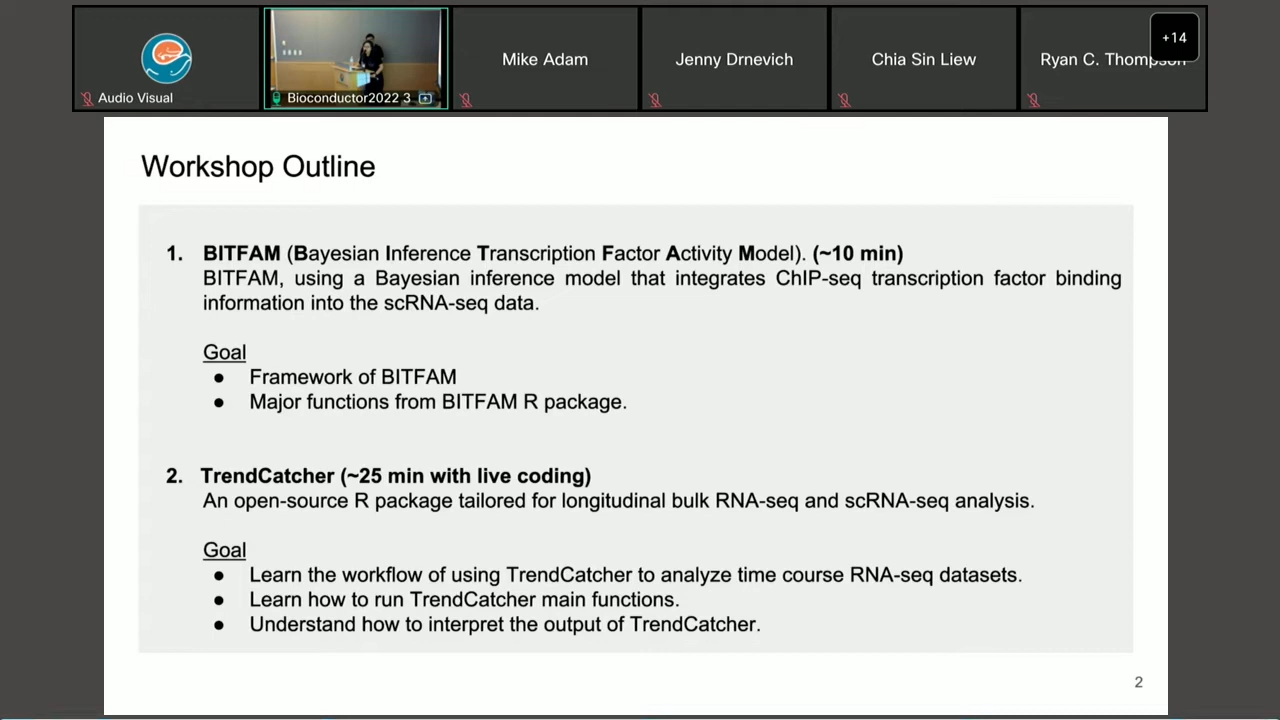 Audio Visual
Bioconductor2022 3
Mike Adam
Jenny Drnevich
Chia Sin Liew
Ryan C. Thompson
+14
Workshop Outline
1. BITFAM (Bayesian Inference Transcription Factor Activity Model). (~10 min)
BITFAM, using a Bayesian inference model that integrates ChIP-seq transcription factor binding
information into the scRNA-seq data.
Goal
● Framework of BITFAM
● Major functions from BITFAM R package.
2. TrendCatcher (~25 min with live coding)
An open-source R package tailored for longitudinal bulk RNA-seq and scRNA-seq analysis.
Goal
● Learn the workflow of using TrendCatcher to analyze time course RNA-seq datasets.
● Learn how to run TrendCatcher main functions.
● Understand how to interpret the output of TrendCatcher.
2